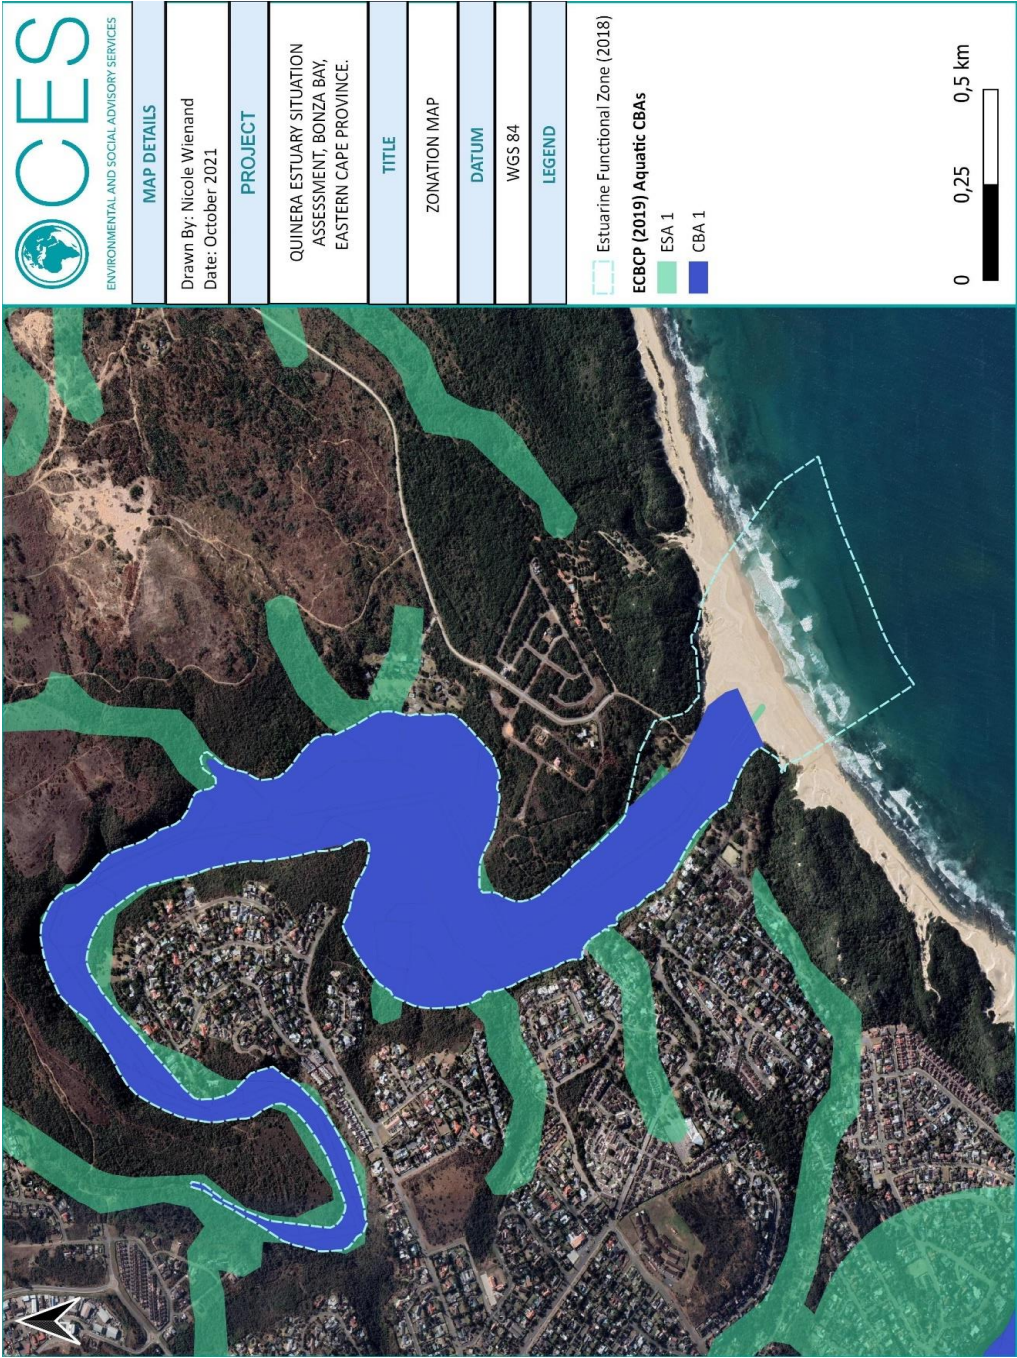 CES
ENVIRONMENTAL AND SOCIAL ADVISORY SERVICES
MAP DETAILS
Drawn By: Nicole Wienand
Date: October 2021
PROJECT
QUINERA ESTUARY SITUATION
ASSESSMENT, BONZA BAY,
EASTERN CAPE PROVINCE.
TITLE
ZONATION MAP
DATUM
WGS 84
LEGEND
Estuarine Functional Zone (2018)
ECBCP (2019) Aquatic CBAs
ESA 1
CBA 1
0 0,25 0,5 km